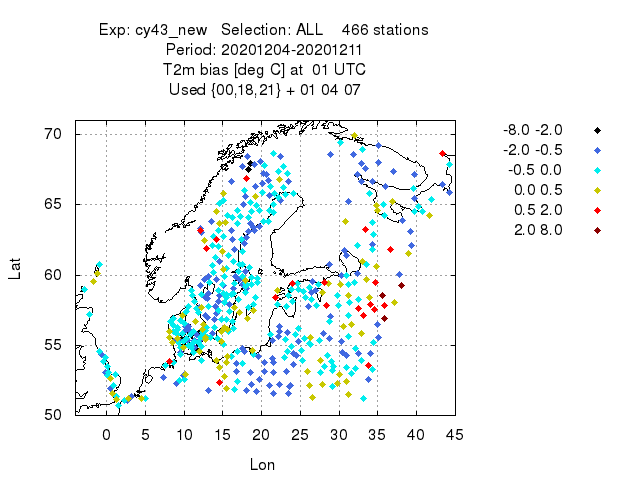 Exp: cy43_new   Selection: ALL    466 stations
Period: 20201204-20201211
T2m bias [deg C] at  01 UTC
Used {00,18,21} + 01 04 07
70
65
60
55
50
Lat
0 5 10 15 20 25 30 35 40 45
Lon
-8.0 -2.0
-2.0 -0.5
-0.5 0.0
0.0 0.5
0.5 2.0
2.0 8.0